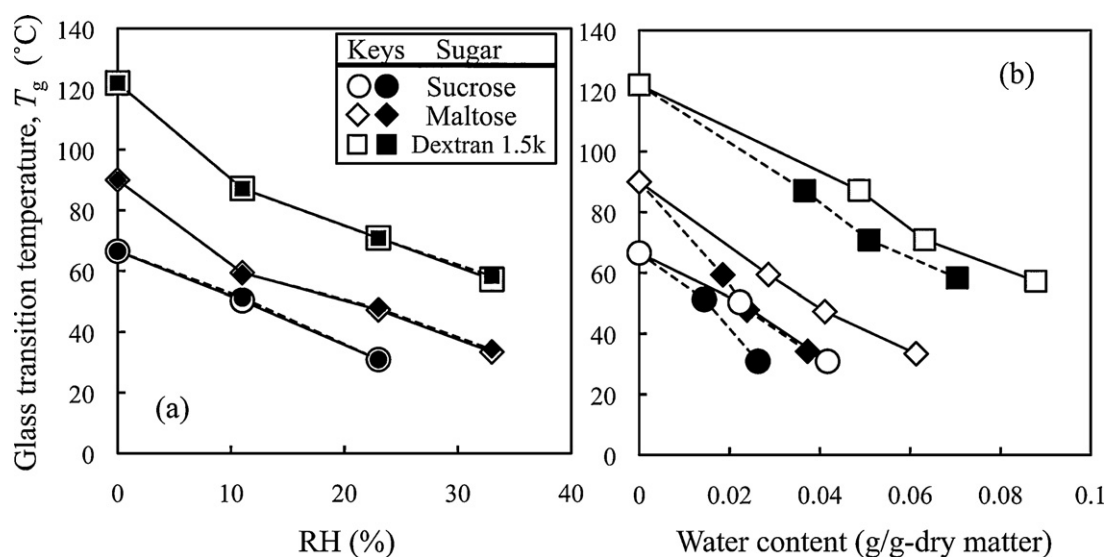 Glass transition temperature, Tg (°C)
140
120
100
80
60
40
20
0
Keys Sugar
Sucrose
Maltose
Dextran 1.5k
(a)
0 10 20 30 40
RH (%)
140
120
100
80
60
40
20
0
(b)
0 0.02 0.04 0.06 0.08 0.1
Water content (g/g-dry matter)